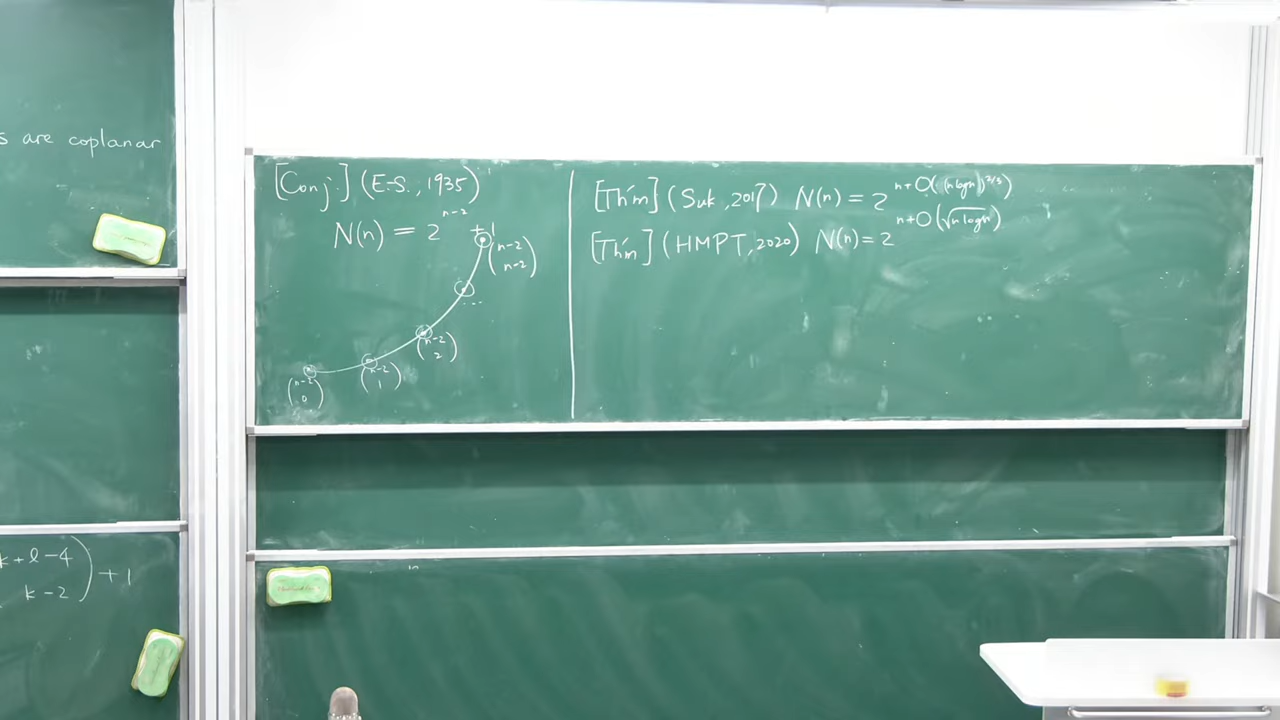 s are coplanar
k+l-4
k-2 ) +1
[Conj.] (E-S., 1935)
N(n) = 2^{n-2} +1
(n-2 0)
(n-2 1)
(n-2 2)
...
(n-2 n-2)
[Thm] (Suk, 2017) N(n) = 2^{n+O((n log n)^{2/3})}
[Thm] (HMPT, 2020) N(n) = 2^{n+O(√(n log n))}